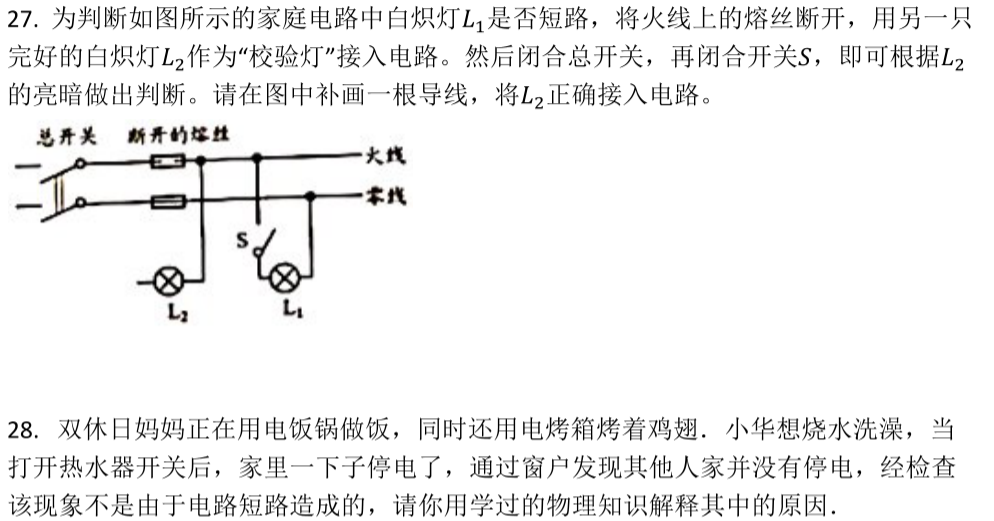 27. 为判断如图所示的家庭电路中白炽灯L₁是否短路，将火线上的熔丝断开，用另一只
完好的白炽灯L₂作为“校验灯”接入电路。然后闭合总开关，再闭合开关S，即可根据L₂
的亮暗做出判断。请在图中补画一根导线，将L₂正确接入电路。
总开关 断开的熔丝
火线
零线
S
L₂ L₁
28. 双休日妈妈正在用电饭锅做饭，同时还用电烤箱烤着鸡翅．小华想烧水洗澡，当
打开热水器开关后，家里一下子停电了，通过窗户发现其他人家并没有停电，经检查
该现象不是由于电路短路造成的，请你用学过的物理知识解释其中的原因．